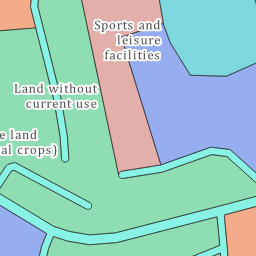 Sports and
leisure
facilities
Land without
current use
e land
al crops)